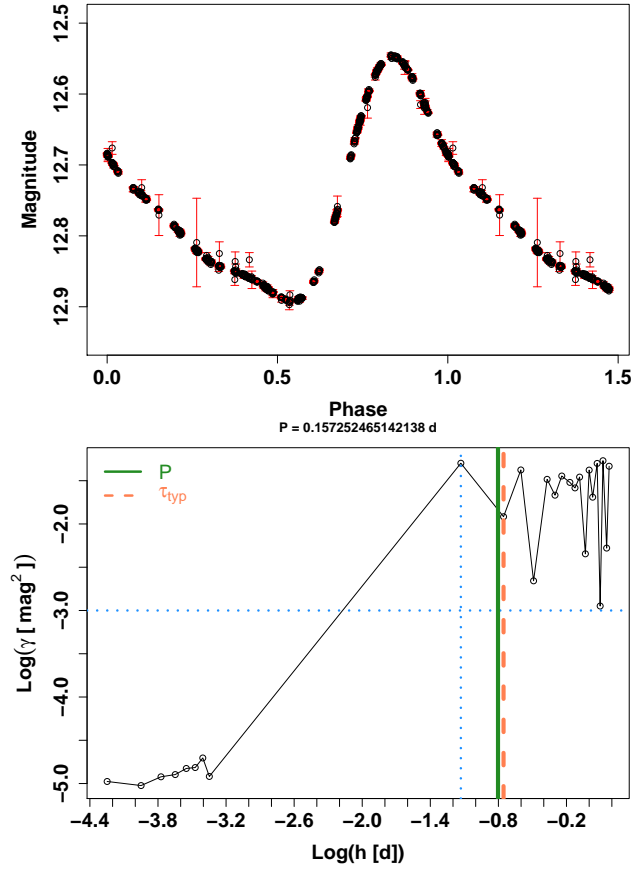 12.5
12.6
12.7
12.8
12.9
Magnitude
0.0 0.5 1.0 1.5
Phase
P = 0.157252465142138 d
P
τtyp
−2.0
−3.0
−4.0
−5.0
Log(γ [ mag²])
−4.4 −3.8 −3.2 −2.6 −2.0 −1.4 −0.8 −0.2
Log(h [d])